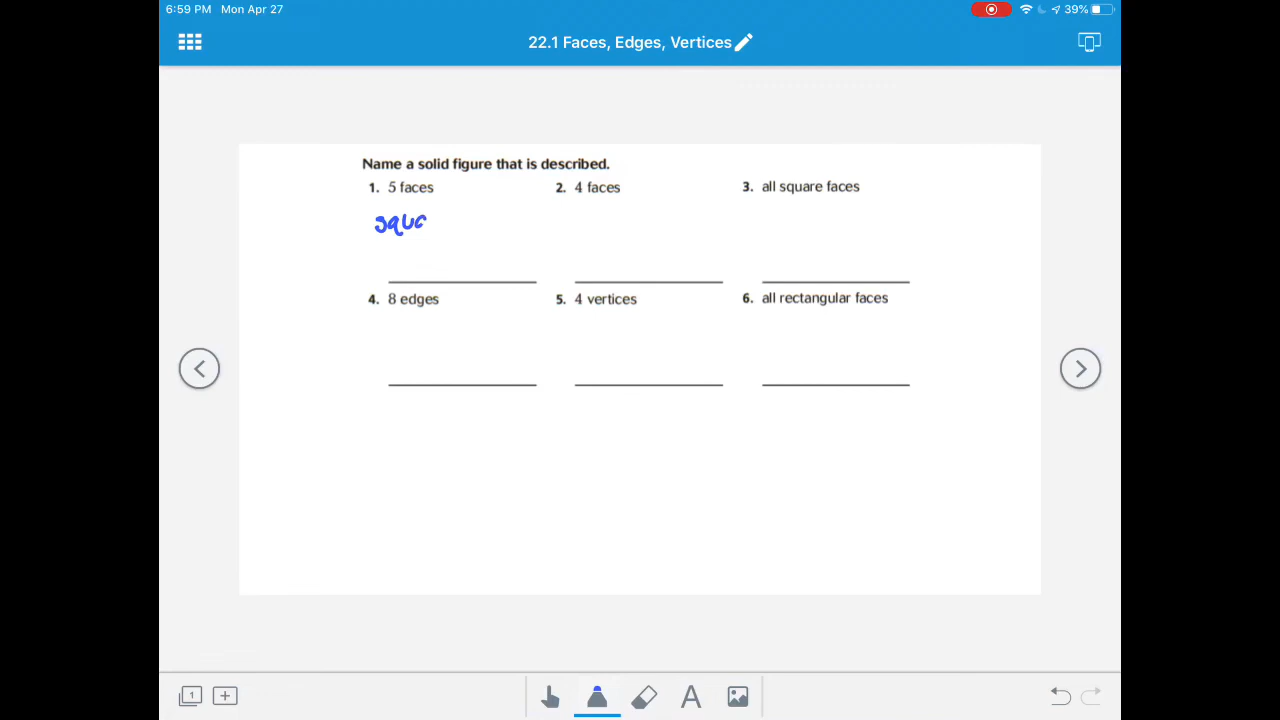 6:59 PM Mon Apr 27 39%
22.1 Faces, Edges, Vertices
Name a solid figure that is described.
1. 5 faces 2. 4 faces 3. all square faces
squa
4. 8 edges 5. 4 vertices 6. all rectangular faces
1 A